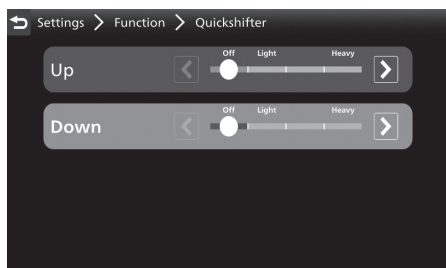 Settings > Function > Quickshifter
Off Light Heavy
Up
Off Light Heavy
Down